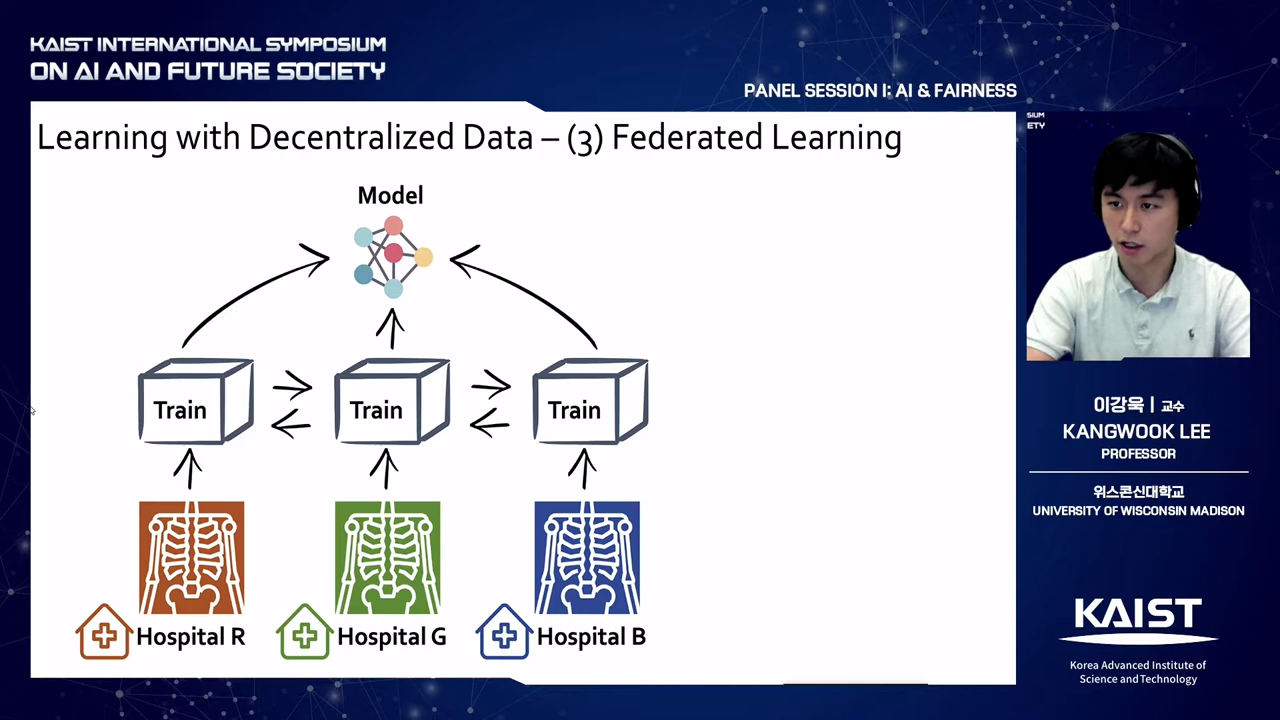 KAIST INTERNATIONAL SYMPOSIUM
ON AI AND FUTURE SOCIETY
PANEL SESSION I: AI & FAIRNESS
SIUM
ETY
Learning with Decentralized Data – (3) Federated Learning
Model
Train
Train
Train
Hospital R
Hospital G
Hospital B
이강욱 | 교수
KANGWOOK LEE
PROFESSOR
위스콘신대학교
UNIVERSITY OF WISCONSIN MADISON
KAIST
Korea Advanced Institute of
Science and Technology